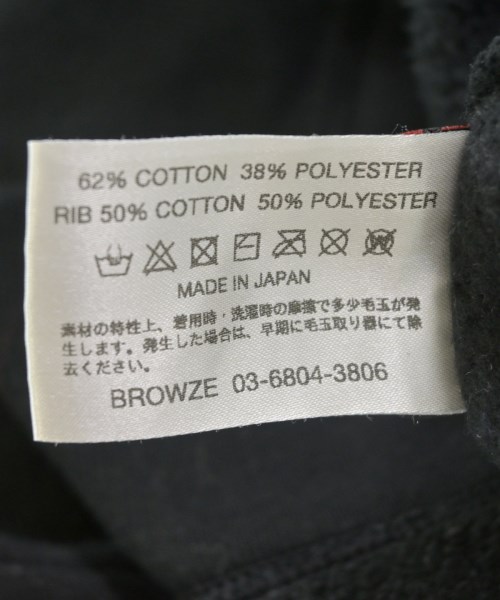 62% COTTON 38% POLYESTER
RIB 50% COTTON 50% POLYESTER
MADE IN JAPAN
素材の特性上、着用時・洗濯時の摩擦で多少毛玉が発
生します。発生した場合は、早期に毛玉取り器にて除
去ください。
BROWZE 03-6804-3806